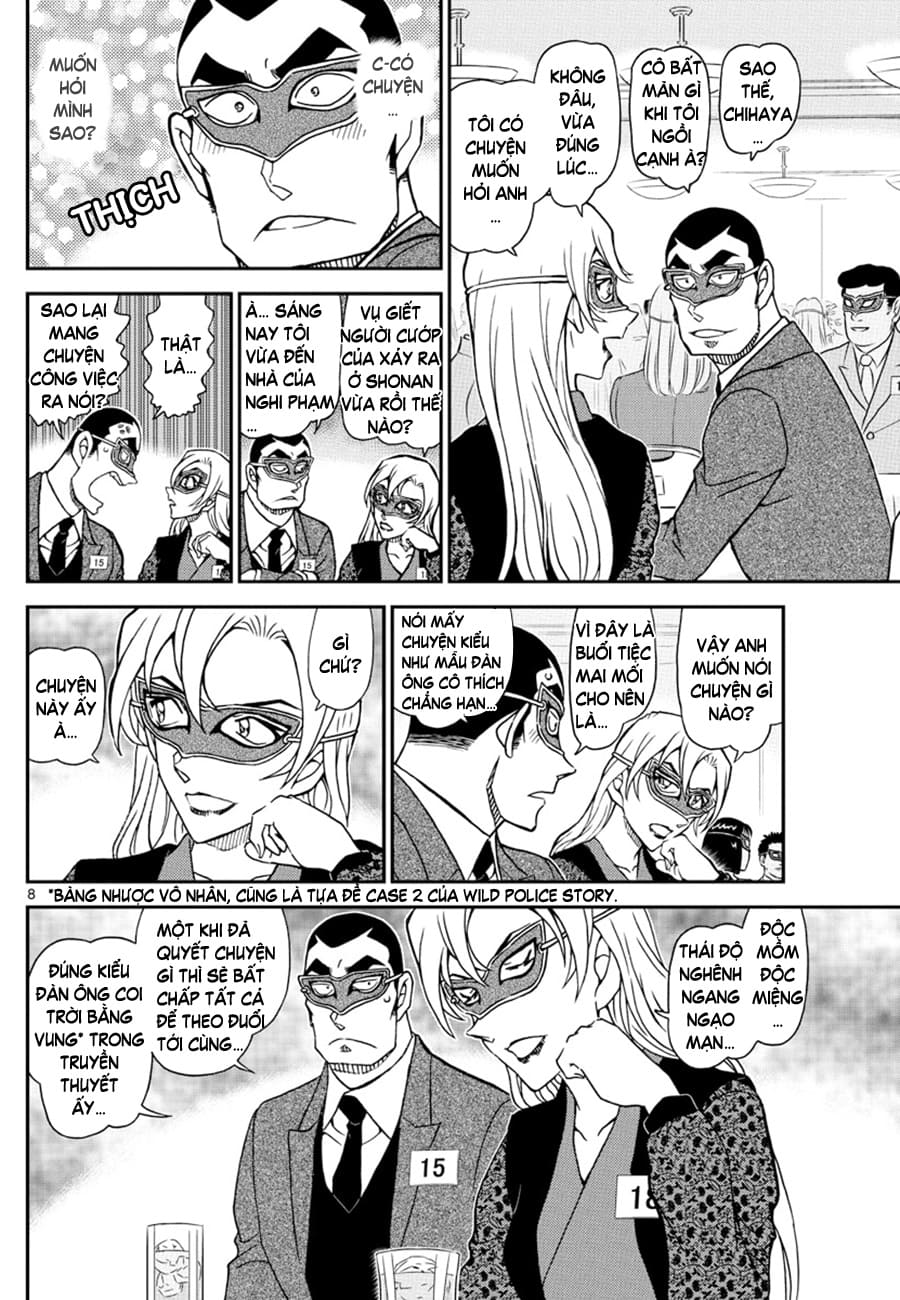 SAO
THẾ,
CHIHAYA
...
CÔ BẤT
MÃN GÌ
KHI TÔI
NGỒI
CẠNH À?
KHÔNG
ĐÂU,
VỪA
ĐÚNG
LÚC...
TÔI CÓ
CHUYỆN
MUỐN
HỎI ANH
...
C-CÓ
CHUYỆN
...
MUỐN
HỎI
MÌNH
SAO?
THỊCH
VỤ GIẾT
NGƯỜI CƯỚP
CỦA XẢY RA
Ở SHONAN
VỪA RỒI THẾ
NÀO?
À... SÁNG
NAY TÔI
VỪA ĐẾN
NHÀ CỦA
NGHI PHẠM
...
15
1
THẬT
LÀ...
SAO LẠI
MANG
CHUYỆN
CÔNG VIỆC
RA NÓI?
15
1
VẬY ANH
MUỐN NÓI
CHUYỆN GÌ
NÀO?
VÌ ĐÂY LÀ
BUỔI TIỆC
MAI MỐI
CHO NÊN
LÀ...
NÓI MẤY
CHUYỆN KIỂU
NHƯ MẪU ĐÀN
ÔNG CÔ THÍCH
CHẲNG HẠN...
GÌ
CHỨ?
CHUYỆN
NÀY ẤY
À...
8
*BÀNG NHƯỢC VÔ NHÂN, CŨNG LÀ TỰA ĐỀ CASE 2 CỦA WILD POLICE STORY.
ĐỘC
MỒM
ĐỘC
MIỆNG
...
THÁI ĐỘ
NGHÊNH
NGANG
NGẠO
MẠN...
MỘT KHI ĐÃ
QUYẾT CHUYỆN
GÌ THÌ SẼ BẤT
CHẤP TẤT CẢ
ĐỂ THEO ĐUỔI
TỚI CÙNG...
ĐÚNG KIỂU
ĐÀN ÔNG COI
TRỜI BẰNG
VUNG* TRONG
TRUYỀN
THUYẾT
ẤY...
15
18